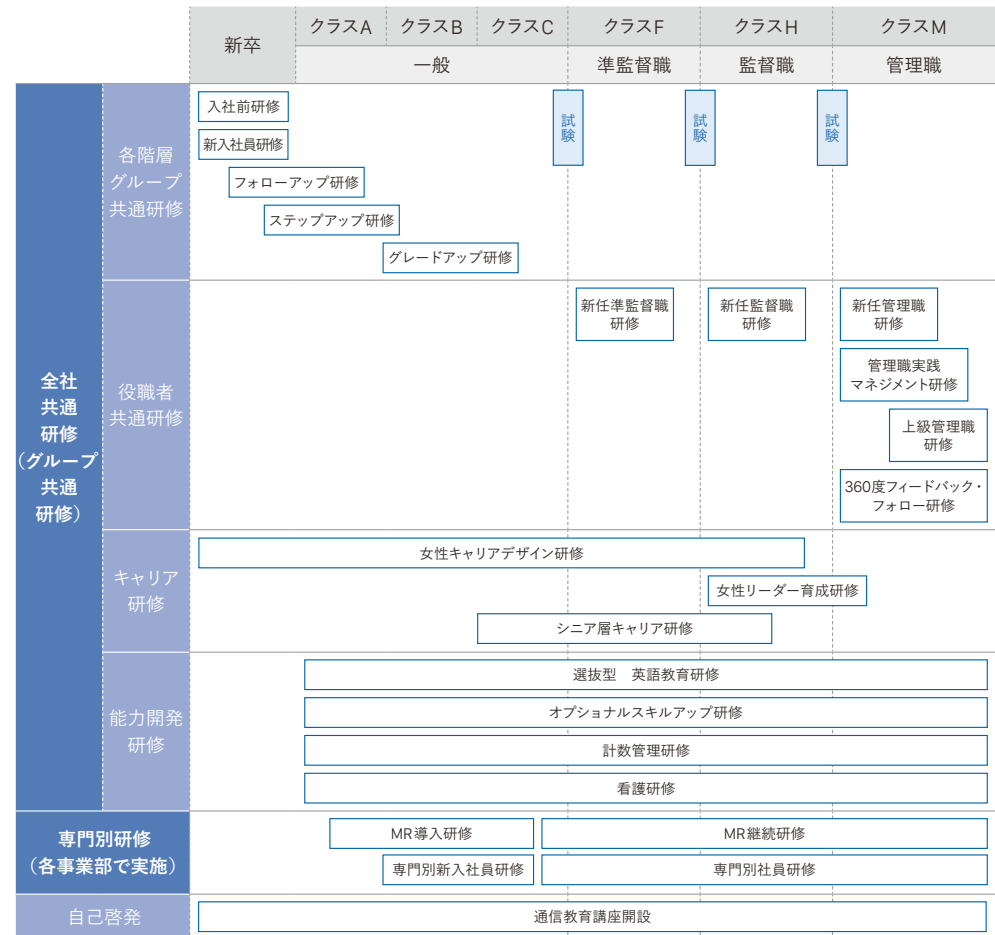 新卒
クラスA
クラスB
クラスC
クラスF
クラスH
クラスM
一般
準監督職
監督職
管理職
全社
共通
研修
（グループ
共通
研修）
各階層
グループ
共通研修
入社前研修
新入社員研修
フォローアップ研修
ステップアップ研修
グレードアップ研修
試験
試験
試験
役職者
共通研修
新任準監督職
研修
新任監督職
研修
新任管理職
研修
管理職実践
マネジメント研修
上級管理職
研修
360度フィードバック・
フォロー研修
キャリア
研修
女性キャリアデザイン研修
女性リーダー育成研修
シニア層キャリア研修
能力開発
研修
選抜型　英語教育研修
オプショナルスキルアップ研修
計数管理研修
看護研修
専門別研修
（各事業部で実施）
MR導入研修
MR継続研修
専門別新入社員研修
専門別社員研修
自己啓発
通信教育講座開設